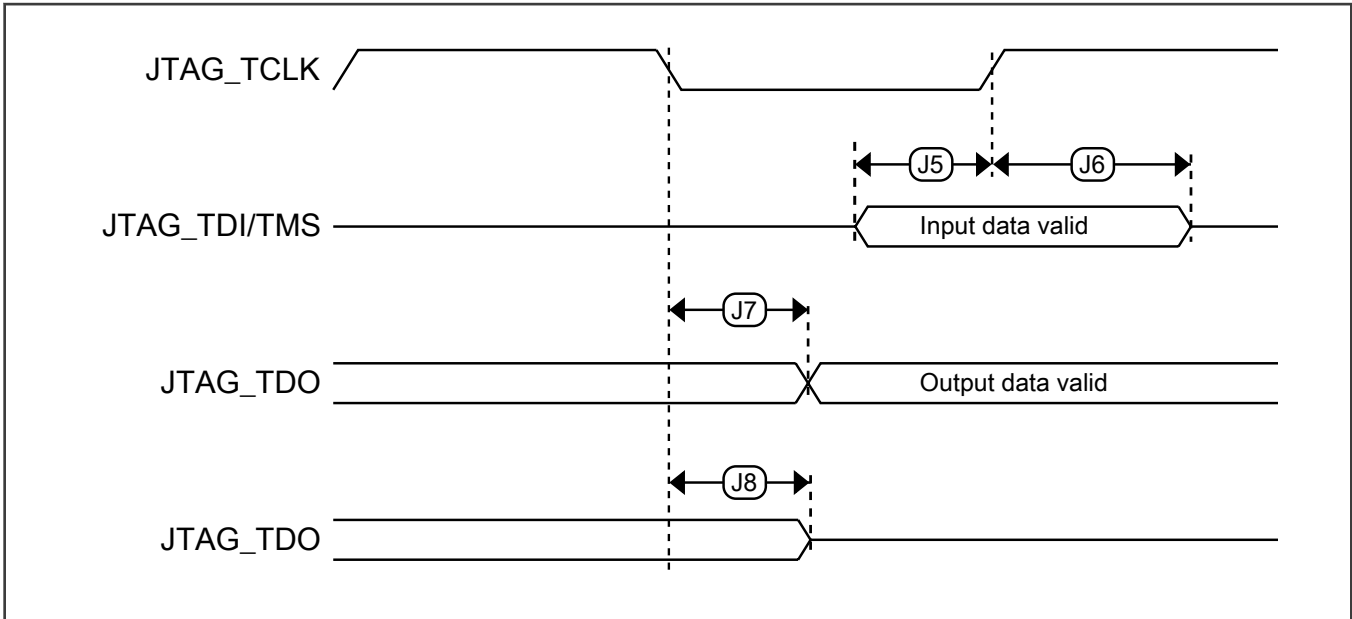 JTAG_TCLK
J5
J6
JTAG_TDI/TMS
Input data valid
J7
JTAG_TDO
Output data valid
J8
JTAG_TDO